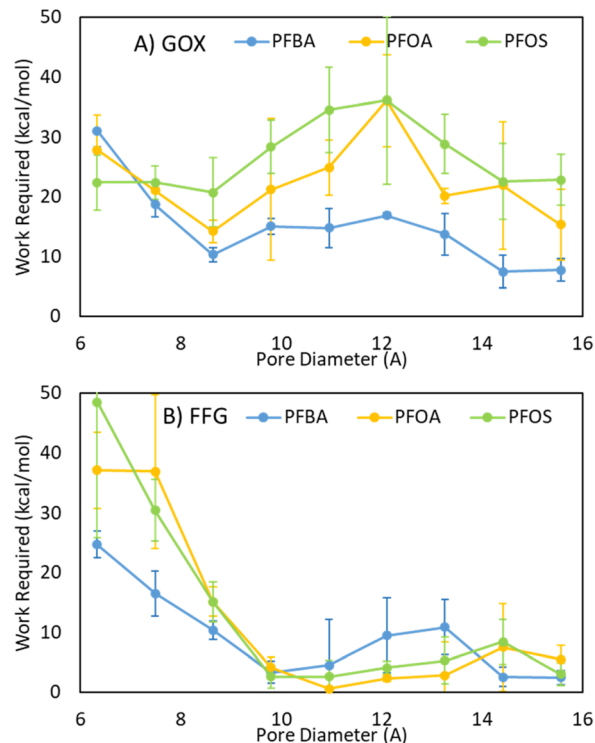 A) GOX PFBA PFOA PFOS
50
40
30
20
10
0
Work Required (kcal/mol)
6 8 10 12 14 16
Pore Diameter (A)
B) FFG PFBA PFOA PFOS
50
40
30
20
10
0
Work Required (kcal/mol)
6 8 10 12 14 16
Pore Diameter (A)